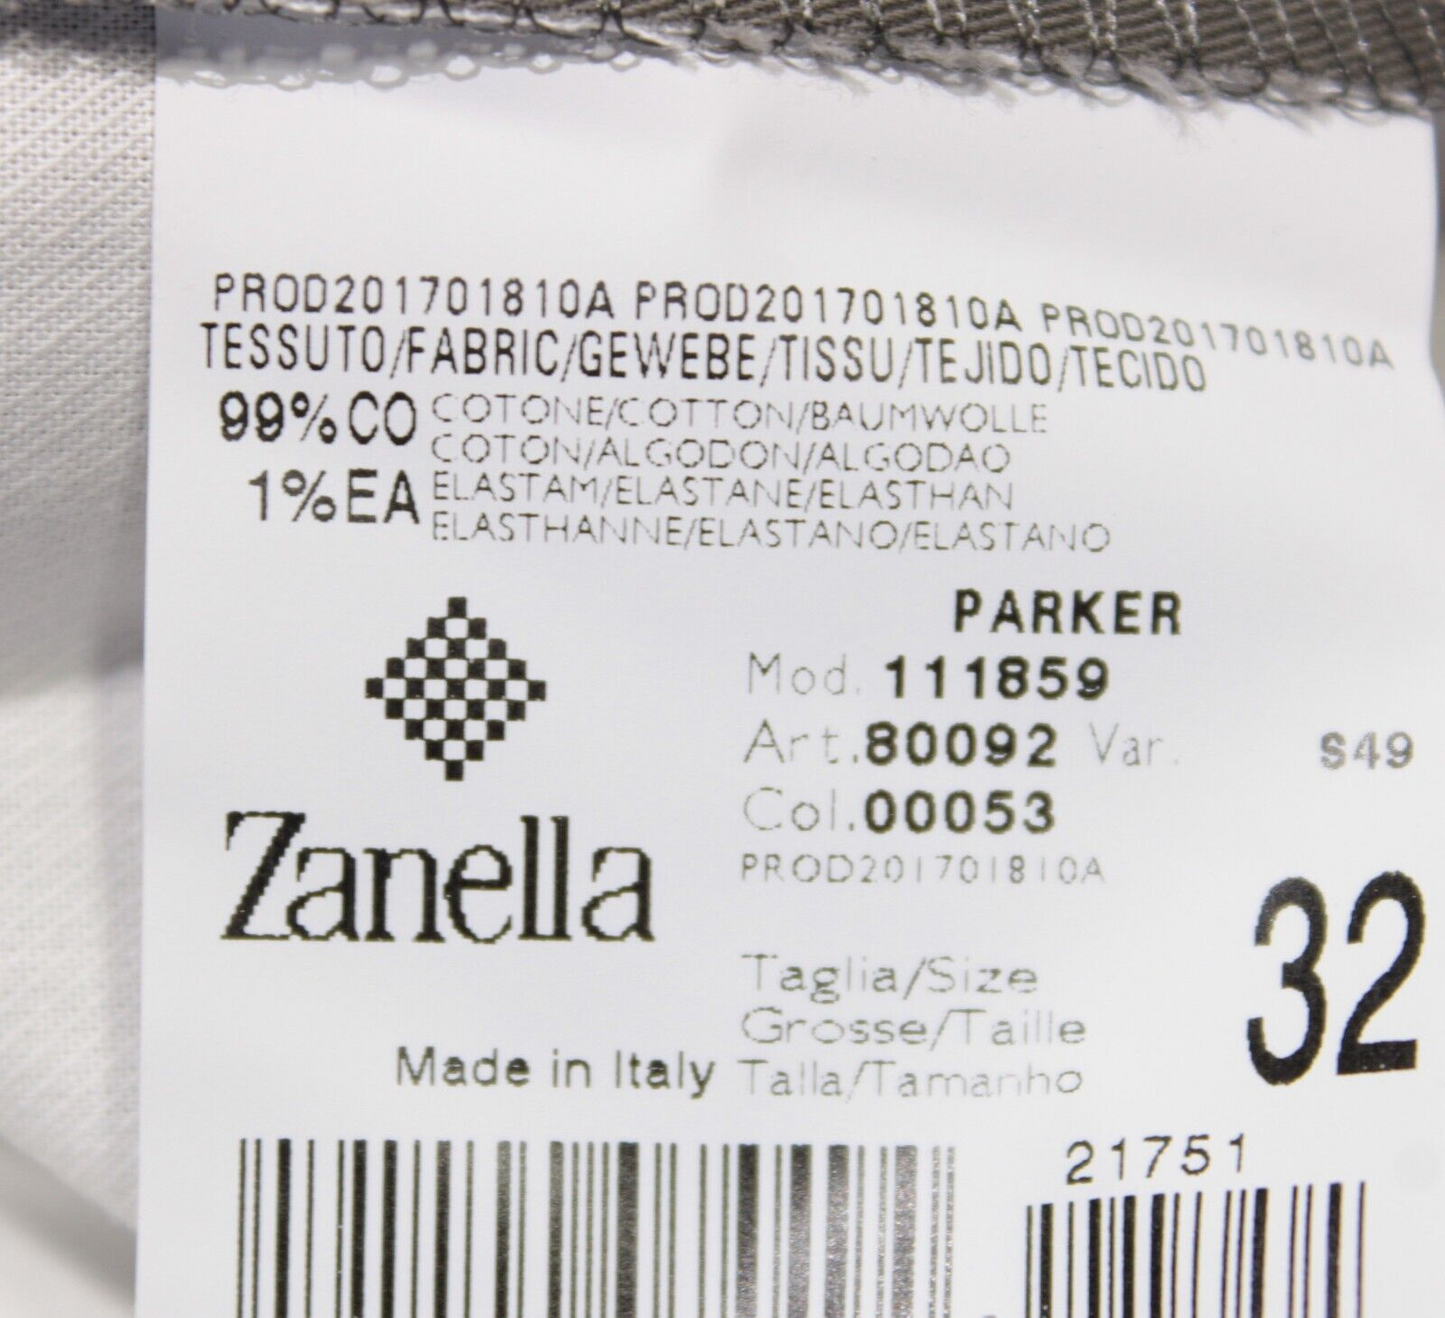 PROD201701810A PROD201701810A PROD201701810A
TESSUTO/FABRIC/GEWEBE/TISSU/TEJIDO/TECIDO
99%CO COTONE/COTTON/BAUMWOLLE
COTON/ALGODON/ALGODAO
1%EA ELASTAM/ELASTANE/ELASTHAN
ELASTHANNE/ELASTANO/ELASTANO
PARKER
Mod. 111859
Art.80092 Var. S49
Col.00053
PROD201701810A
Zanella
Taglia/Size
Grosse/Taille
Talla/Tamanho
32
Made in Italy
21751